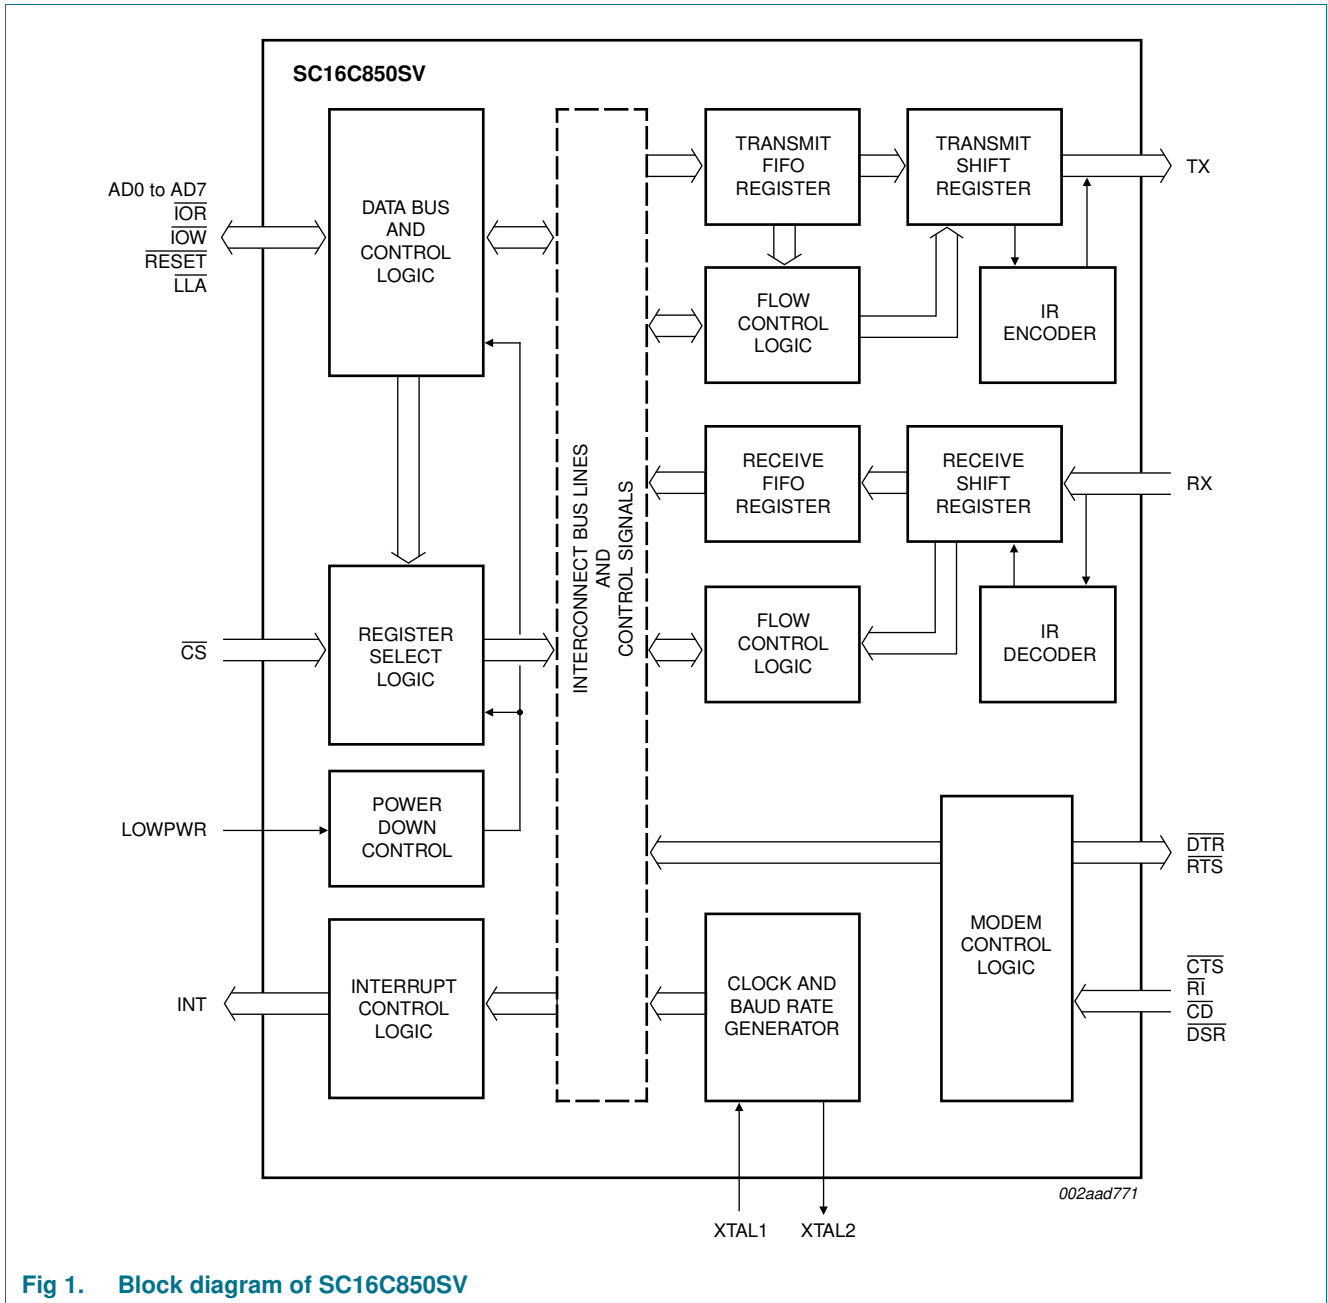 SC16C850SV
AD0 to AD7
IOR
IOW
RESET
LLA
DATA BUS
AND
CONTROL
LOGIC
TRANSMIT
FIFO
REGISTER
TRANSMIT
SHIFT
REGISTER
TX
FLOW
CONTROL
LOGIC
IR
ENCODER
INTERCONNECT BUS LINES
AND
CONTROL SIGNALS
RECEIVE
FIFO
REGISTER
RECEIVE
SHIFT
REGISTER
RX
CS
REGISTER
SELECT
LOGIC
FLOW
CONTROL
LOGIC
IR
DECODER
LOWPWR
POWER
DOWN
CONTROL
DTR
RTS
MODEM
CONTROL
LOGIC
INT
INTERRUPT
CONTROL
LOGIC
CLOCK AND
BAUD RATE
GENERATOR
CTS
RI
CD
DSR
XTAL1
XTAL2
002aad771
Fig 1. Block diagram of SC16C850SV